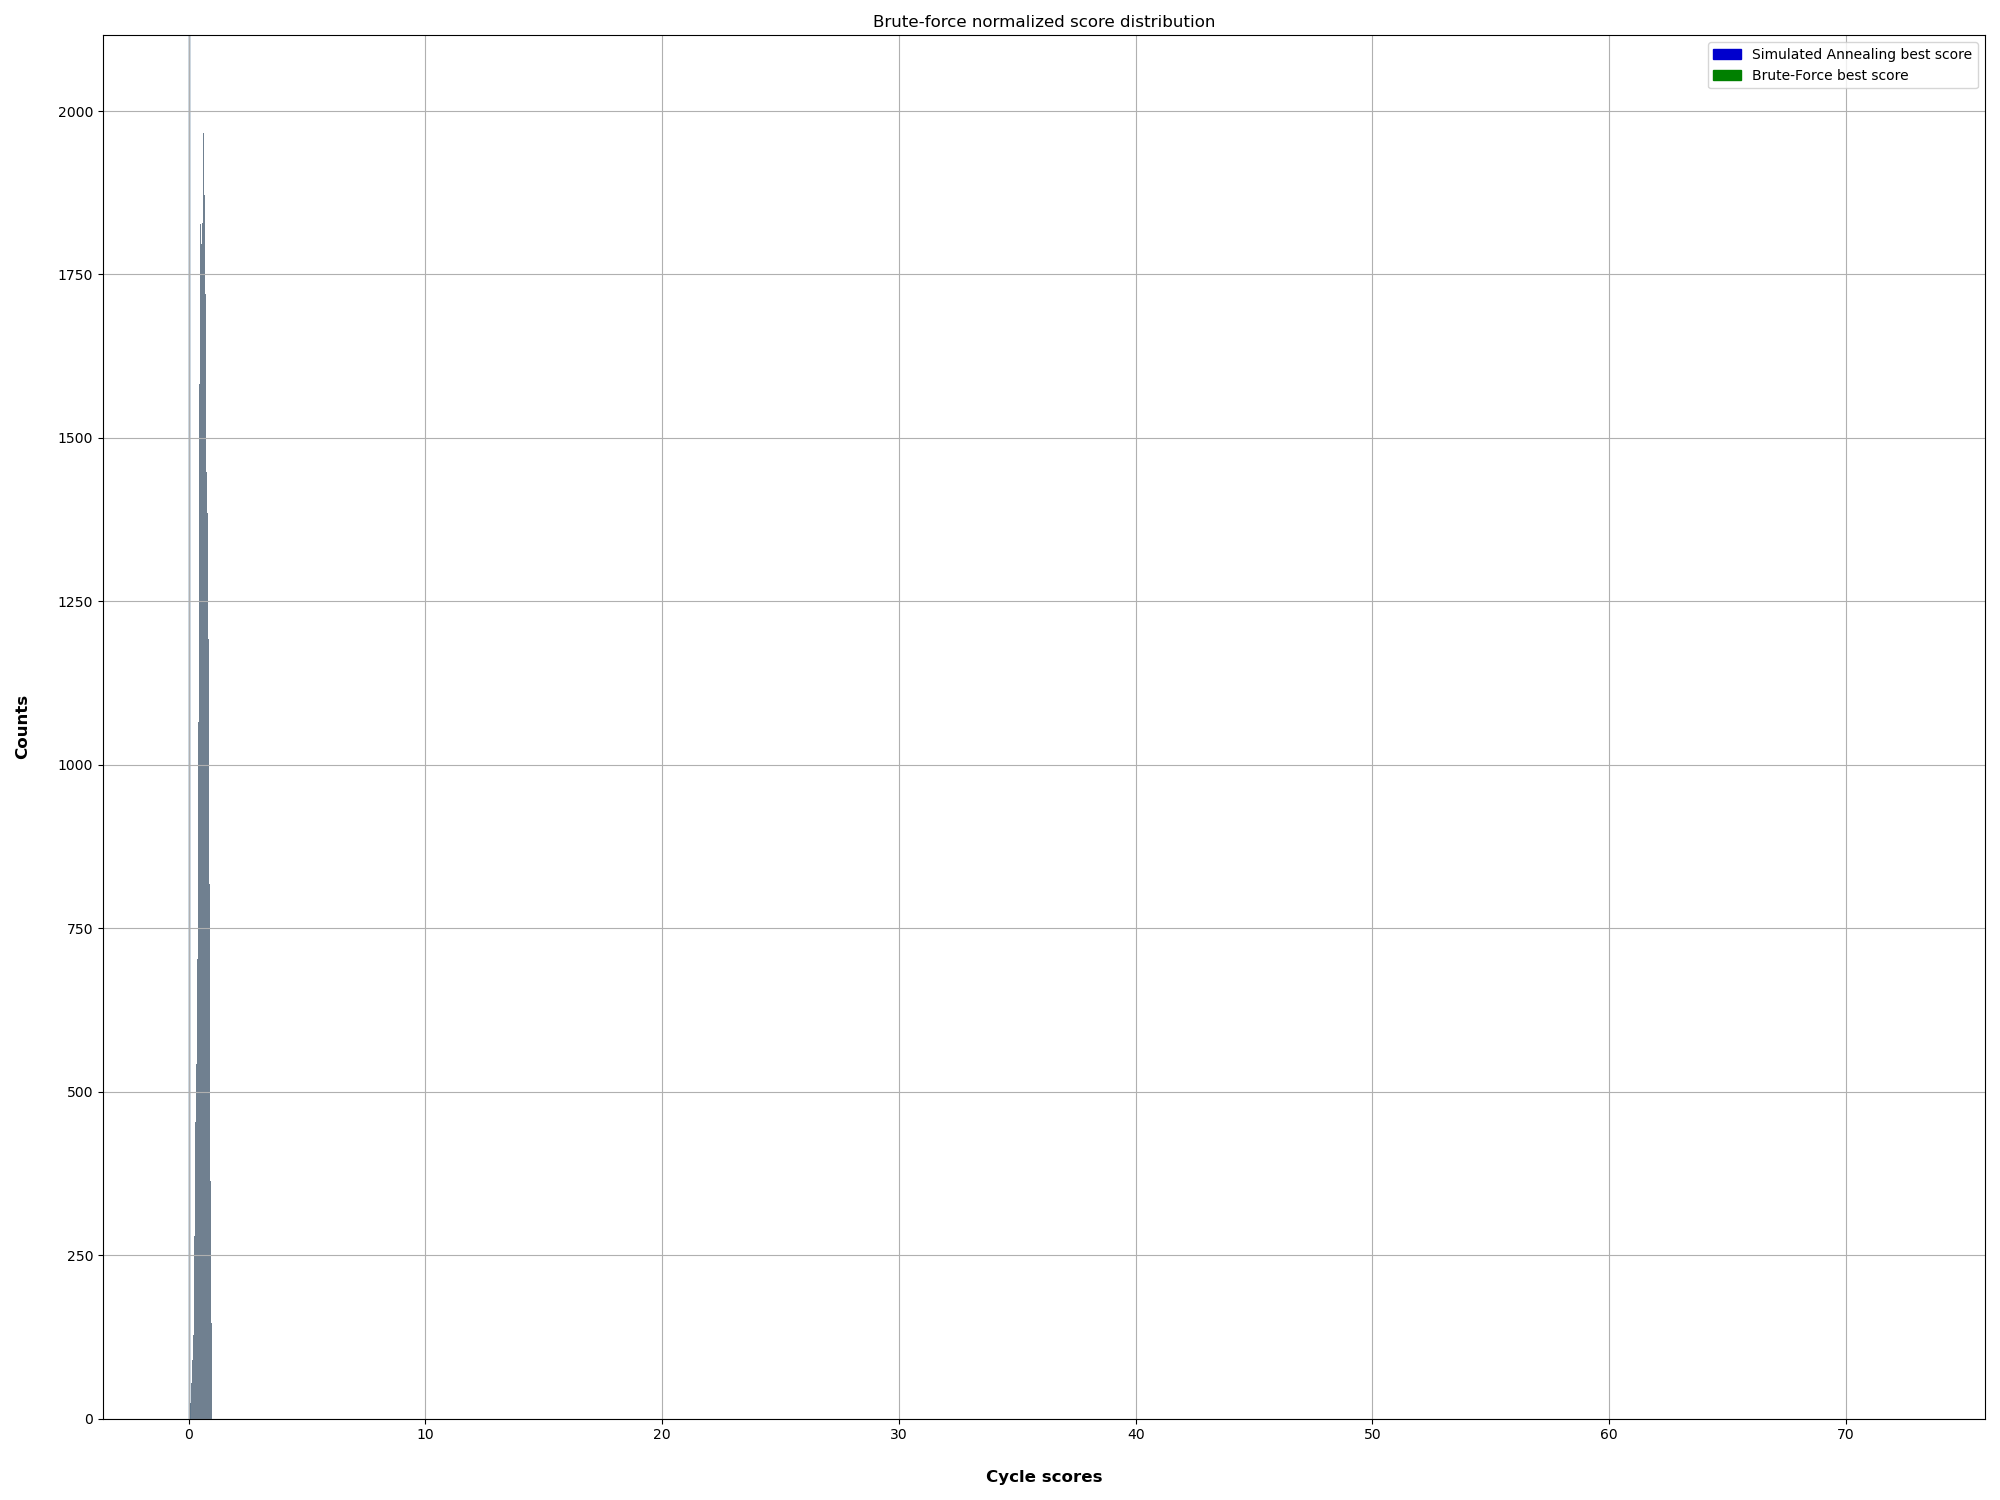 Brute-force normalized score distribution
Simulated Annealing best score
Brute-Force best score
2000
1750
1500
1250
1000
750
500
250
0
Counts
0 10 20 30 40 50 60 70
Cycle scores